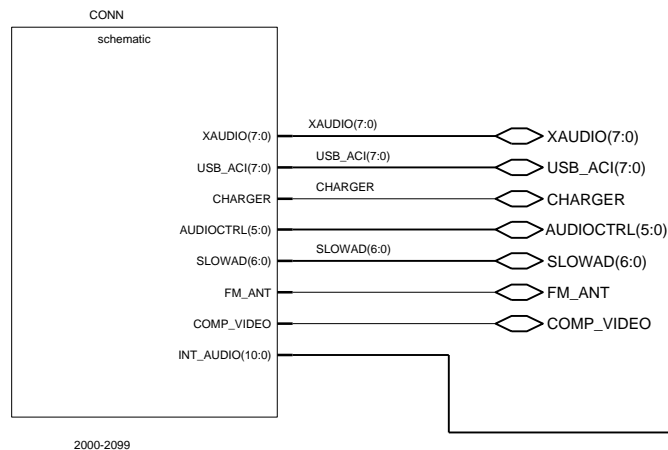 CONN
schematic
XAUDIO(7:0) XAUDIO(7:0) XAUDIO(7:0)
USB_ACI(7:0) USB_ACI(7:0) USB_ACI(7:0)
CHARGER CHARGER CHARGER
AUDIOCTRL(5:0) AUDIOCTRL(5:0)
SLOWAD(6:0) SLOWAD(6:0) SLOWAD(6:0)
FM_ANT FM_ANT
COMP_VIDEO COMP_VIDEO
INT_AUDIO(10:0)
2000-2099